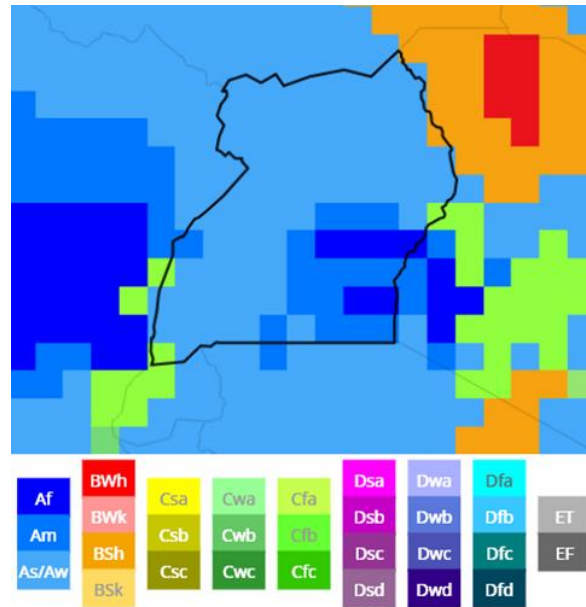 Af
Am
As/Aw
BWh
BWk
BSh
BSk
Csa
Csb
Csc
Cwa
Cwb
Cwc
Cfa
Cfb
Cfc
Dsa
Dsb
Dsc
Dsd
Dwa
Dwb
Dwc
Dwd
Dfa
Dfb
Dfc
Dfd
ET
EF